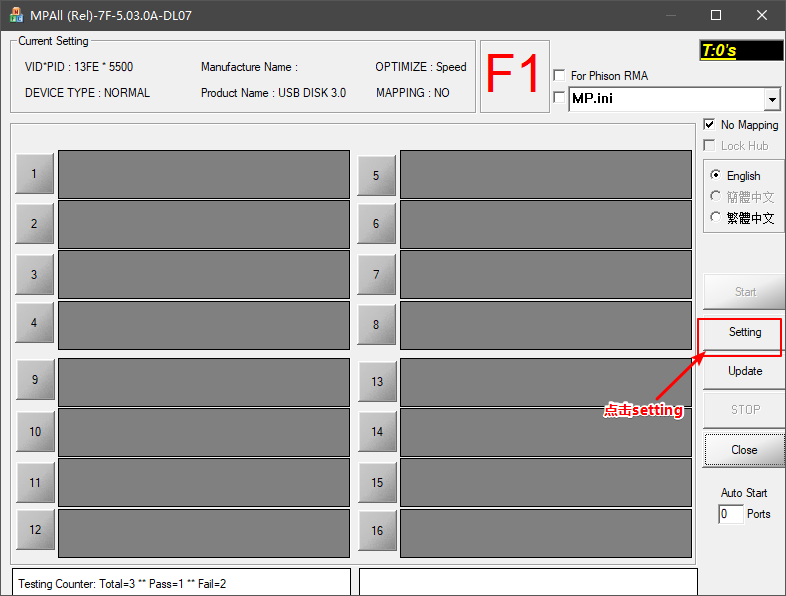 MPAll (Rel)-7F-5.03.0A-DL07
Current Setting
VID*PID : 13FE * 5500
Manufacture Name :
OPTIMIZE : Speed
DEVICE TYPE : NORMAL
Product Name : USB DISK 3.0
MAPPING : NO
F1
T:0's
For Phison RMA
MP.ini
No Mapping
Lock Hub
English
簡體中文
繁體中文
1
5
2
6
3
7
4
8
9
13
10
14
11
15
12
16
Start
Setting
Update
点击setting
STOP
Close
Auto Start
0 Ports
Testing Counter: Total=3 ** Pass=1 ** Fail=2